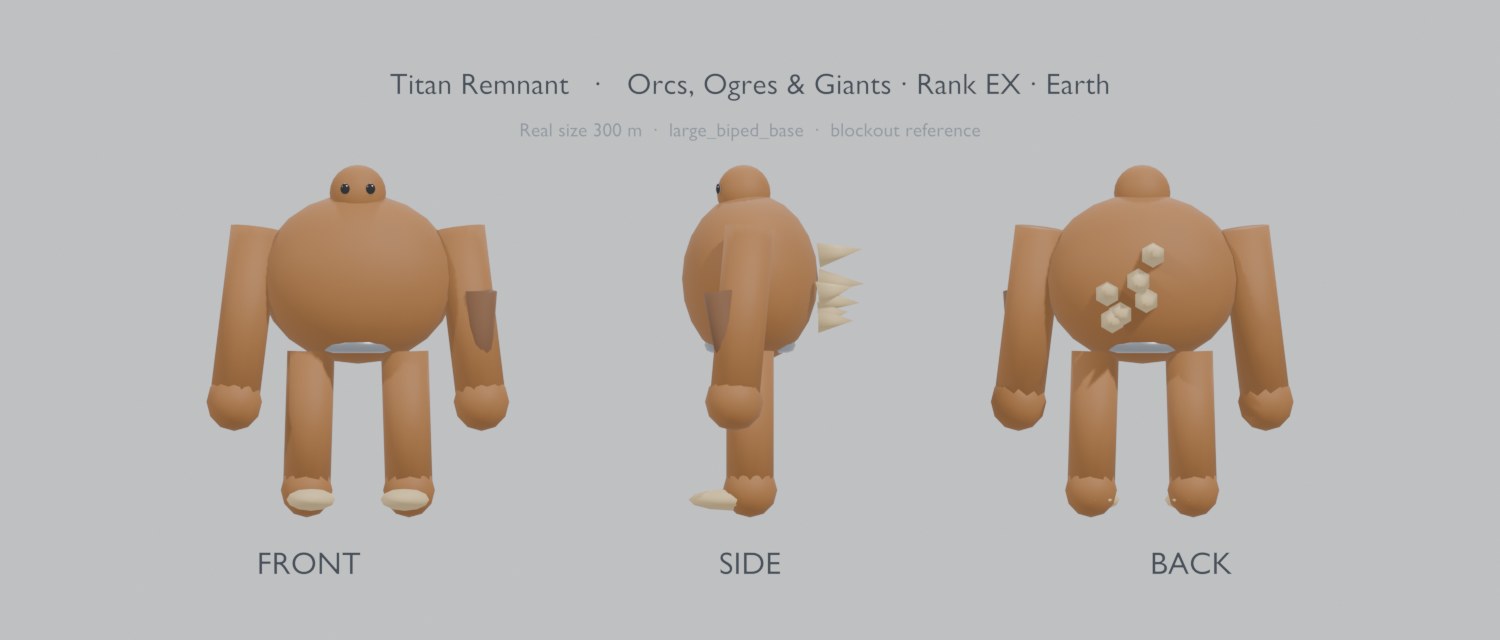 Titan Remnant · Orcs, Ogres & Giants · Rank EX · Earth
Real size 300 m · large_biped_base · blockout reference
FRONT SIDE BACK